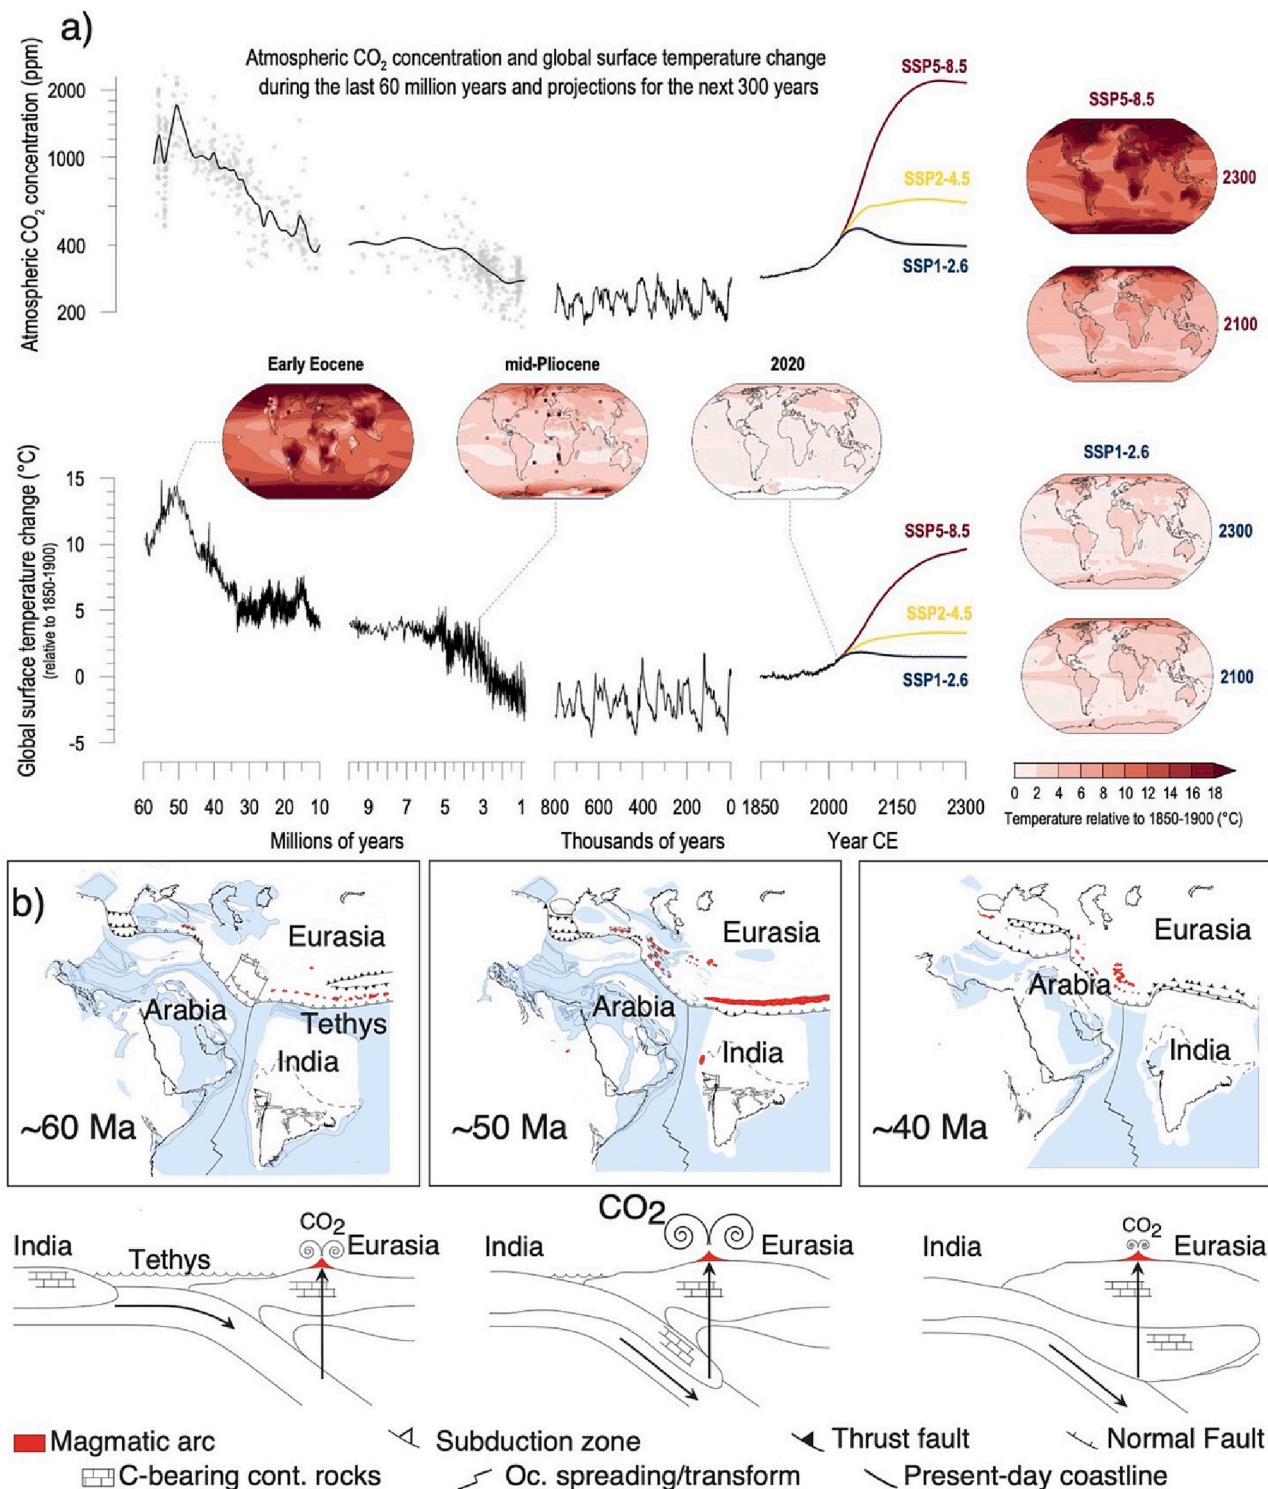 a)
Atmospheric CO2 concentration and global surface temperature change
during the last 60 million years and projections for the next 300 years
Atmospheric CO2 concentration (ppm)
2000
1000
400
200
SSP5-8.5
SSP2-4.5
SSP1-2.6
SSP5-8.5
2300
2100
Early Eocene
mid-Pliocene
2020
Global surface temperature change (°C)
(relative to 1850-1900)
15
10
5
0
-5
SSP5-8.5
SSP2-4.5
SSP1-2.6
SSP1-2.6
2300
2100
0 2 4 6 8 10 12 14 16 18
Temperature relative to 1850-1900 (°C)
60 50 40 30 20 10 9 7 5 3 1 800 600 400 200 0 1850 2000 2150 2300
Millions of years Thousands of years Year CE
b)
Eurasia
Arabia
Tethys
India
~60 Ma
Eurasia
Arabia
India
~50 Ma
Eurasia
Arabia
India
~40 Ma
CO2
India
Tethys
Eurasia
CO2
India
Eurasia
CO2
India
Eurasia
Magmatic arc Subduction zone Thrust fault Normal Fault
C-bearing cont. rocks Oc. spreading/transform Present-day coastline